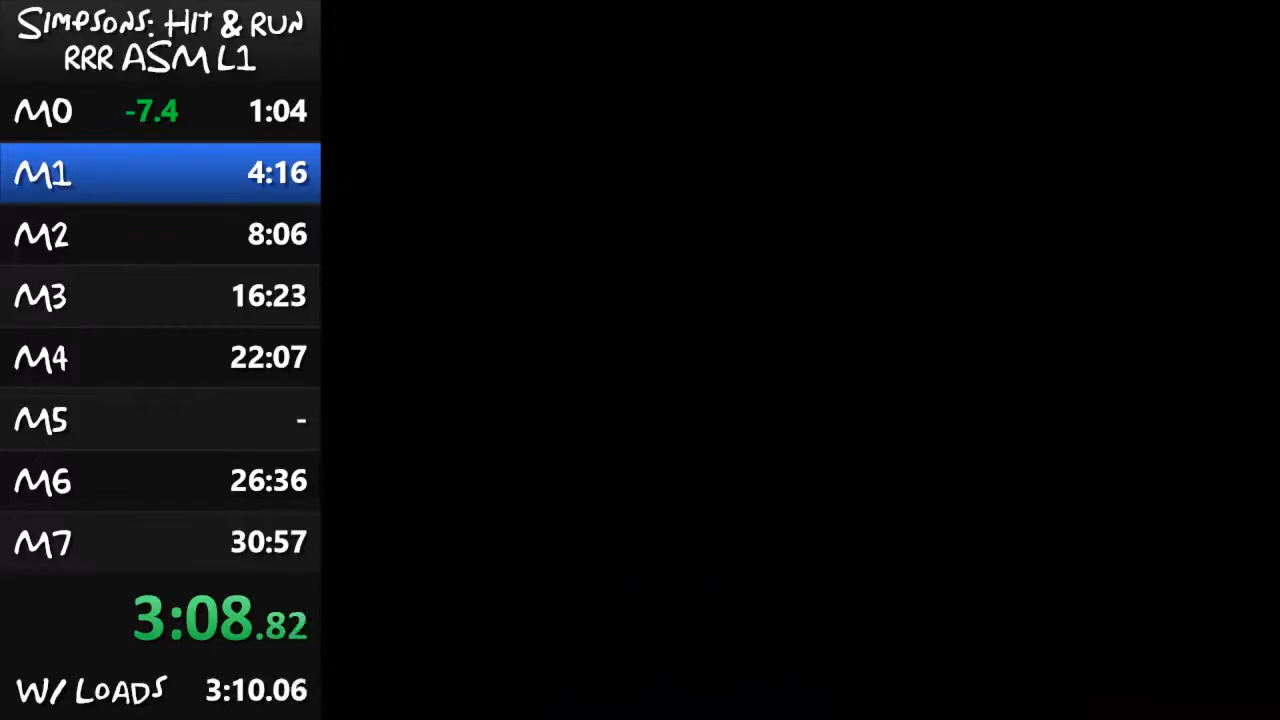 SIMPSONS: HIT & RUN
RRR ASM L1
M0 -7.4 1:04
M1 4:16
M2 8:06
M3 16:23
M4 22:07
M5 -
M6 26:36
M7 30:57
3:08.82
W/ LOADS 3:10.06